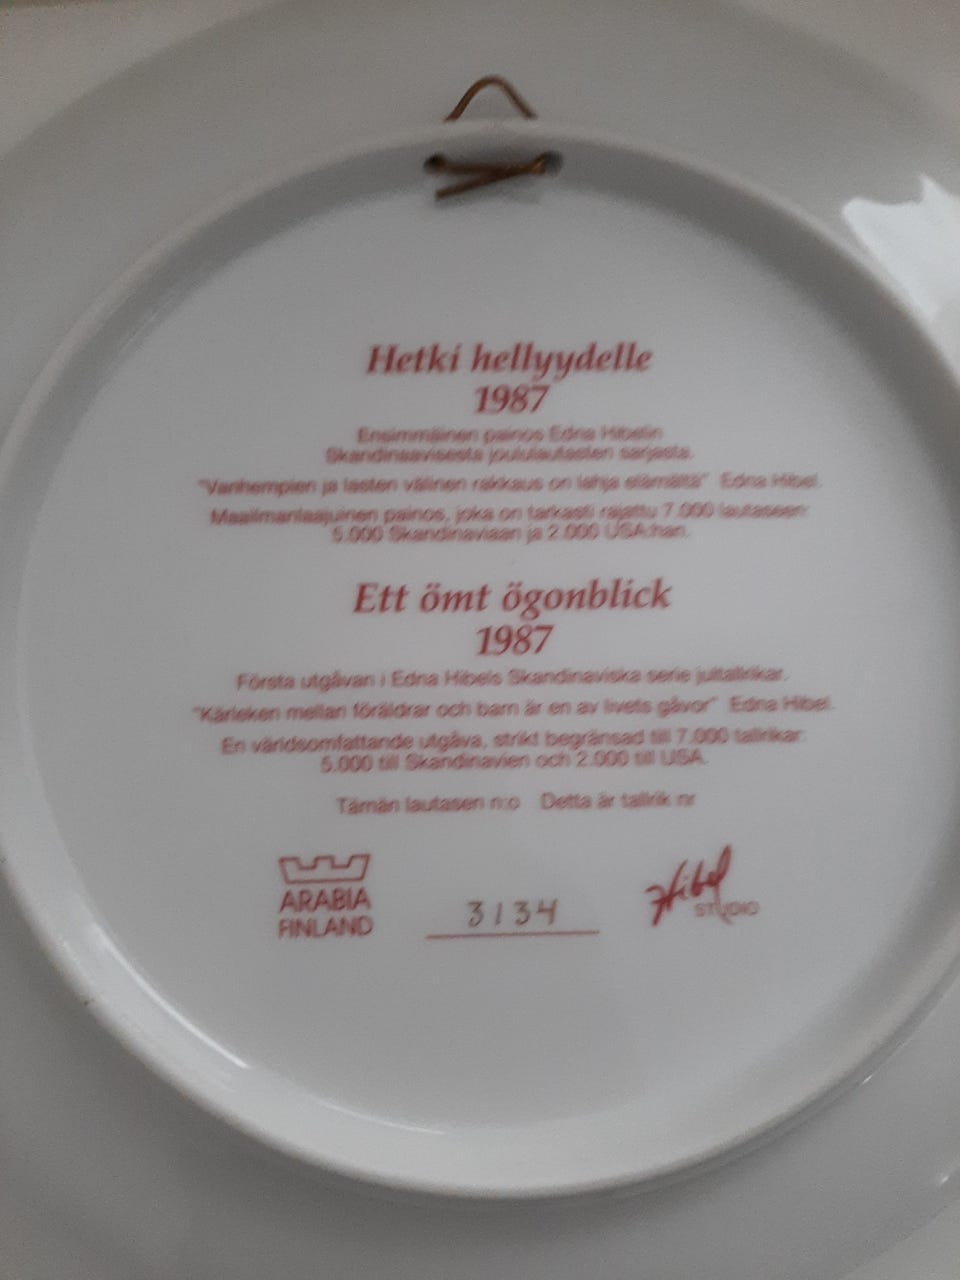 Hetki hellyydelle
1987
Ensimmäinen painos Edna Hibelin
Skandinaavisesta joululautasten sarjasta.
"Vanhempien ja lasten välinen rakkaus on lahja elämältä" Edna Hibel.
Maailmanlaajuinen painos, joka on tarkasti rajattu 7.000 lautaseen:
5.000 Skandinaviaan ja 2.000 USA:han.
Ett ömt ögonblick
1987
Första utgåvan i Edna Hibels Skandinaviska serie jultallrikar.
"Kärleken mellan föräldrar och barn är en av livets gåvor" Edna Hibel.
En världsomfattande utgåva, strikt begränsad till 7.000 tallrikar:
5.000 till Skandinavien och 2.000 till USA.
Tämän lautasen n:o Detta är tallrik nr
ARABIA
FINLAND
3134
Hibel
STUDIO